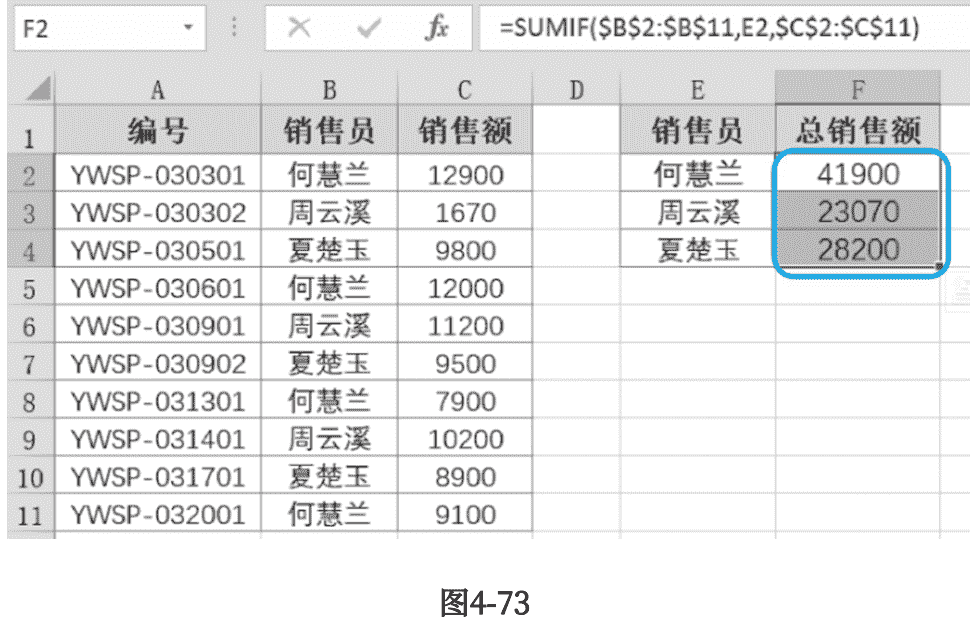 F2 fx =SUMIF($B$2:$B$11,E2,$C$2:$C$11)
A B C D E F
1 编号 销售员 销售额 销售员 总销售额
2 YWSP-030301 何慧兰 12900 何慧兰 41900
3 YWSP-030302 周云溪 1670 周云溪 23070
4 YWSP-030501 夏楚玉 9800 夏楚玉 28200
5 YWSP-030601 何慧兰 12000
6 YWSP-030901 周云溪 11200
7 YWSP-030902 夏楚玉 9500
8 YWSP-031301 何慧兰 7900
9 YWSP-031401 周云溪 10200
10 YWSP-031701 夏楚玉 8900
11 YWSP-032001 何慧兰 9100
图4-73